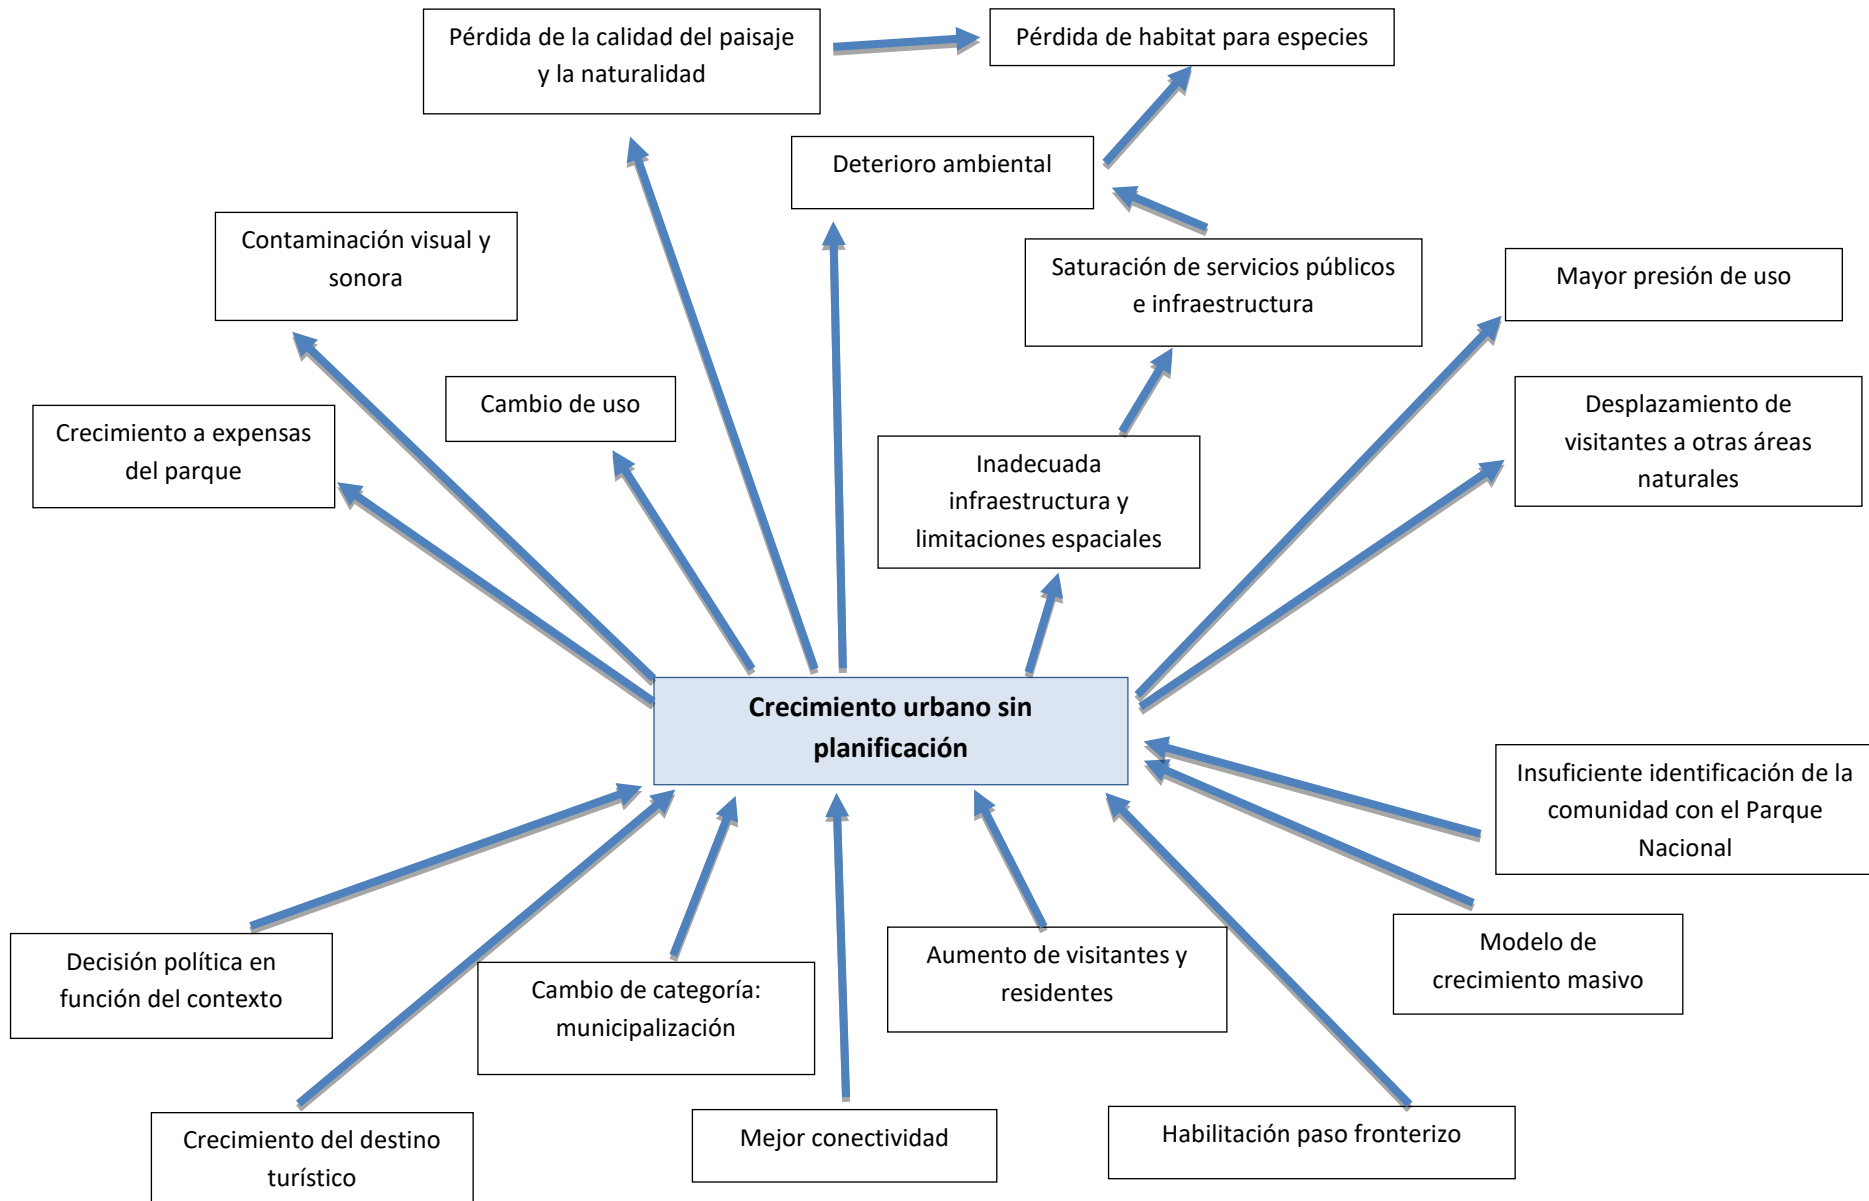 Pérdida de la calidad del paisaje
y la naturalidad
Pérdida de habitat para especies
Deterioro ambiental
Contaminación visual y
sonora
Saturación de servicios públicos
e infraestructura
Mayor presión de uso
Cambio de uso
Crecimiento a expensas
del parque
Inadecuada
infraestructura y
limitaciones espaciales
Desplazamiento de
visitantes a otras áreas
naturales
Crecimiento urbano sin
planificación
Insuficiente identificación de la
comunidad con el Parque
Nacional
Decisión política en
función del contexto
Cambio de categoría:
municipalización
Aumento de visitantes y
residentes
Modelo de
crecimiento masivo
Crecimiento del destino
turístico
Mejor conectividad
Habilitación paso fronterizo